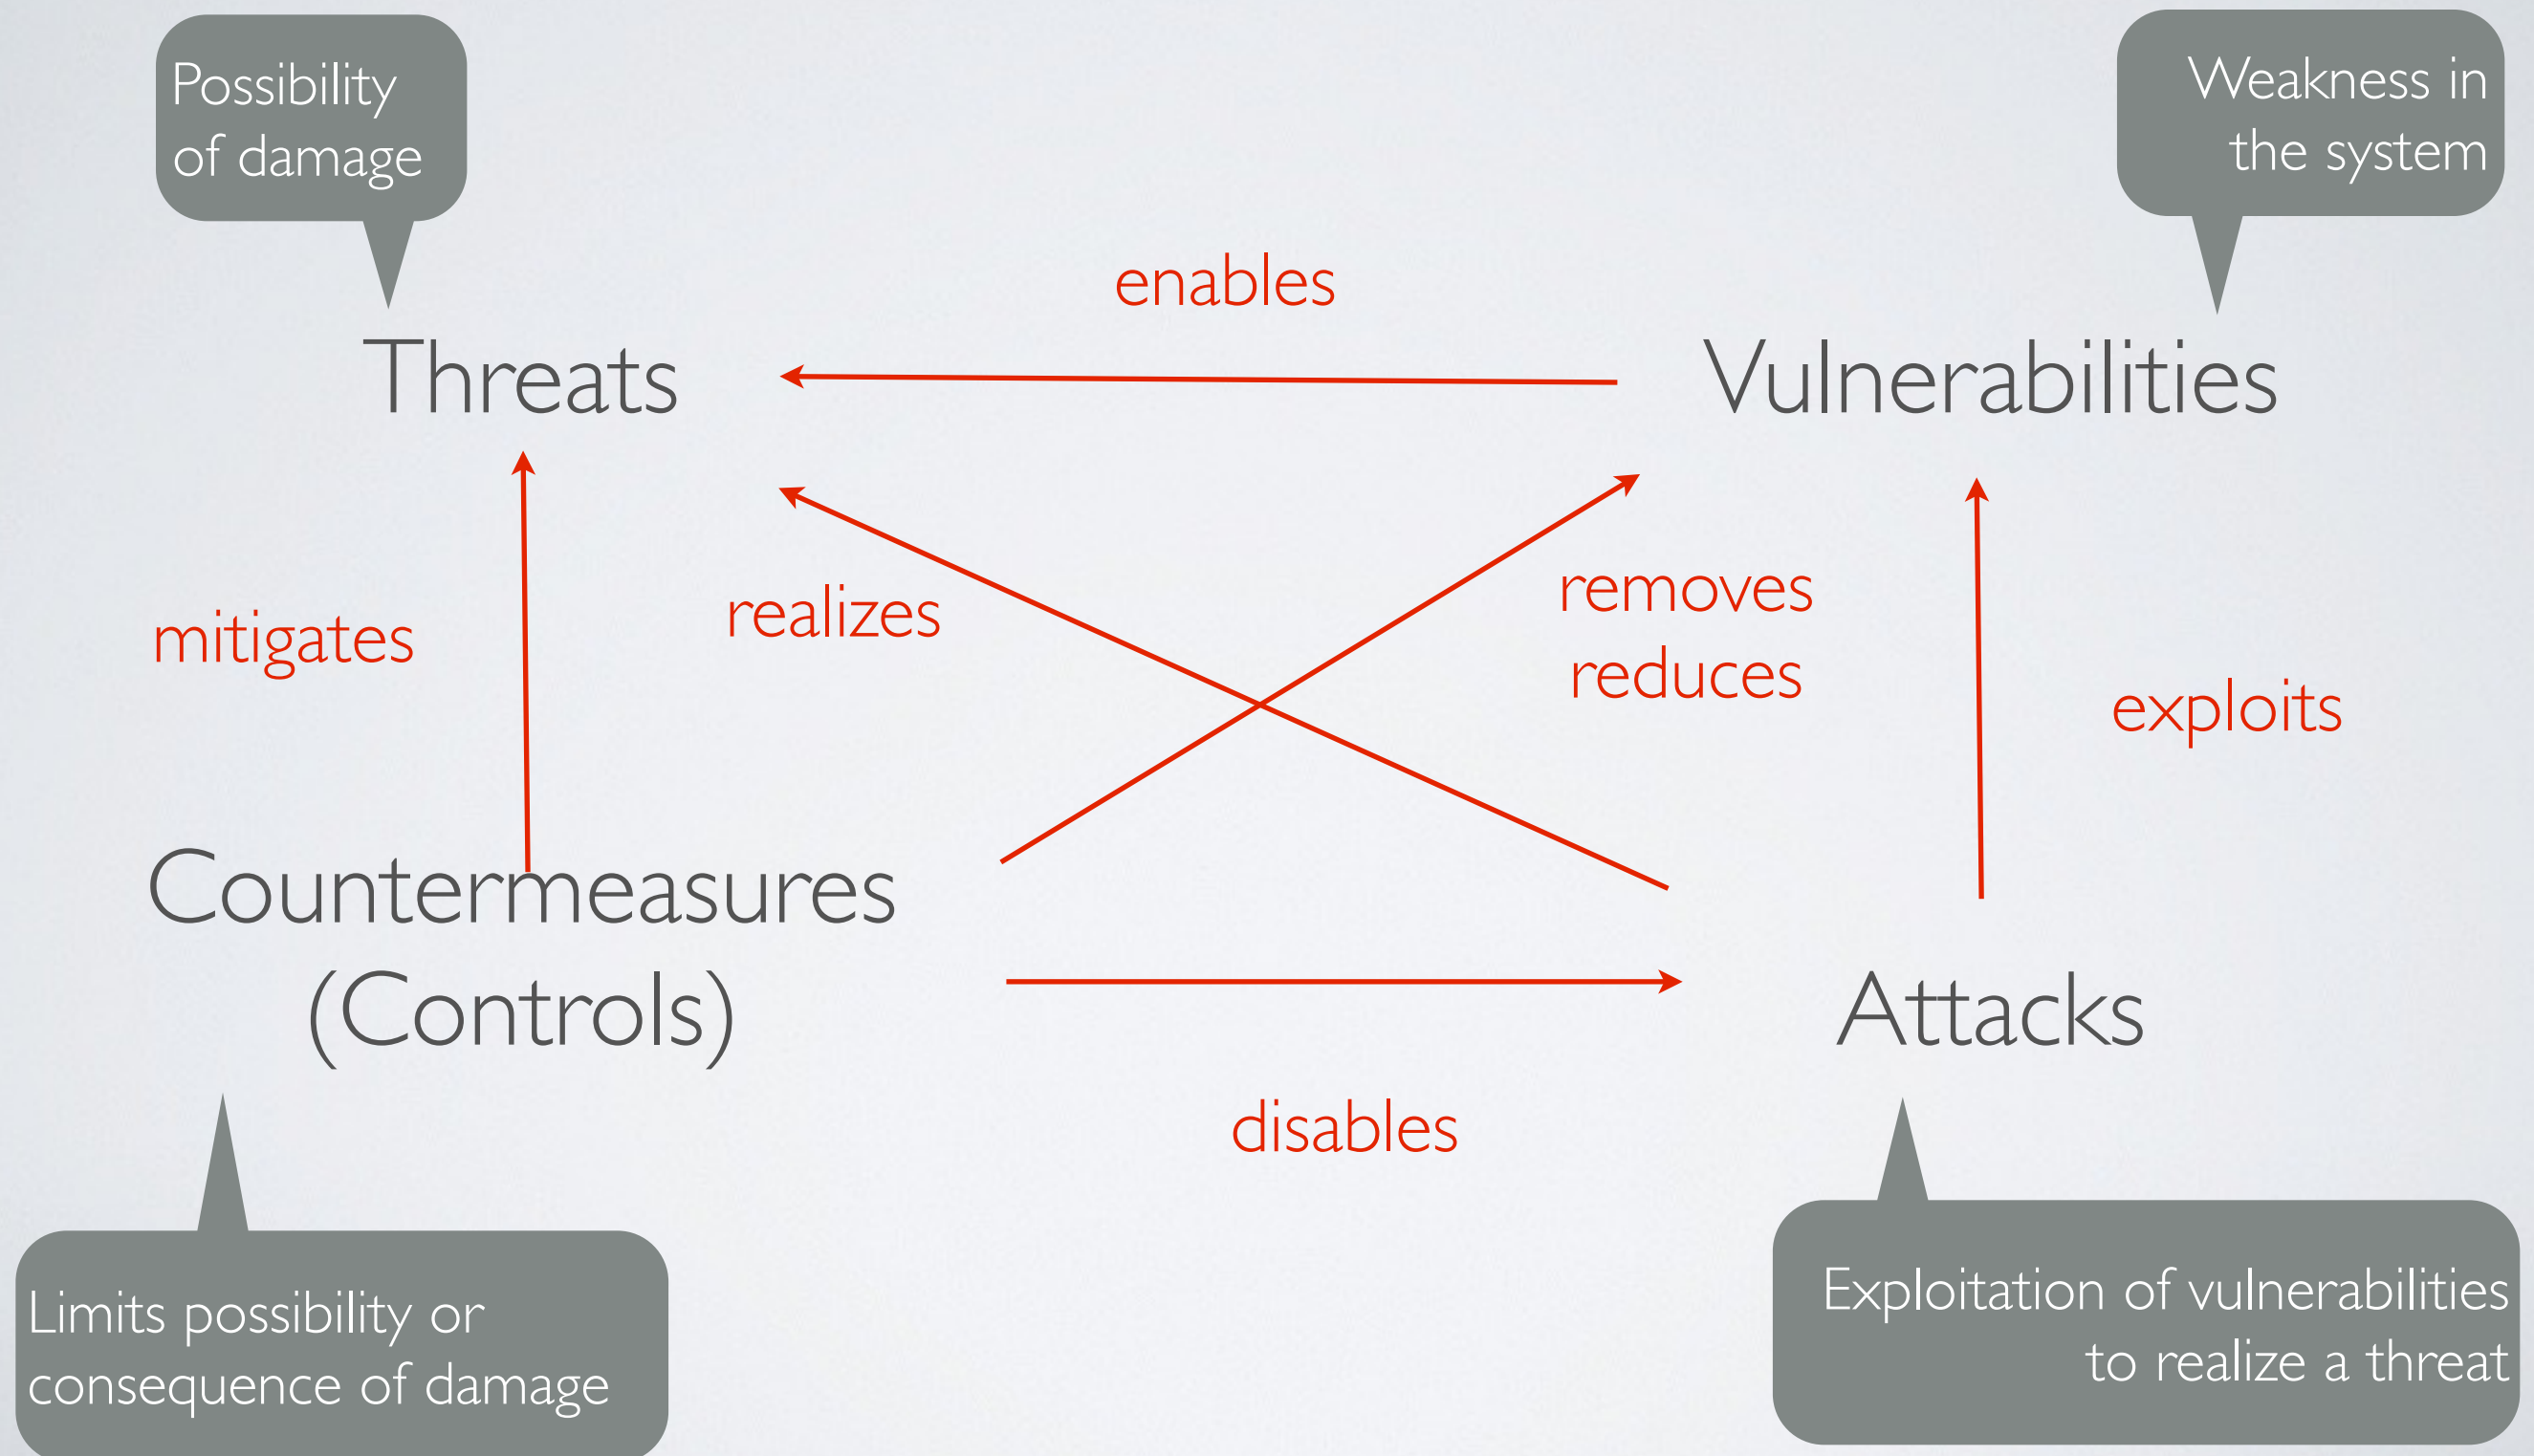 Possibility
of damage
Weakness in
the system
enables
Threats
Vulnerabilities
mitigates
realizes
removes
reduces
exploits
Countermeasures
(Controls)
Attacks
disables
Limits possibility or
consequence of damage
Exploitation of vulnerabilities
to realize a threat